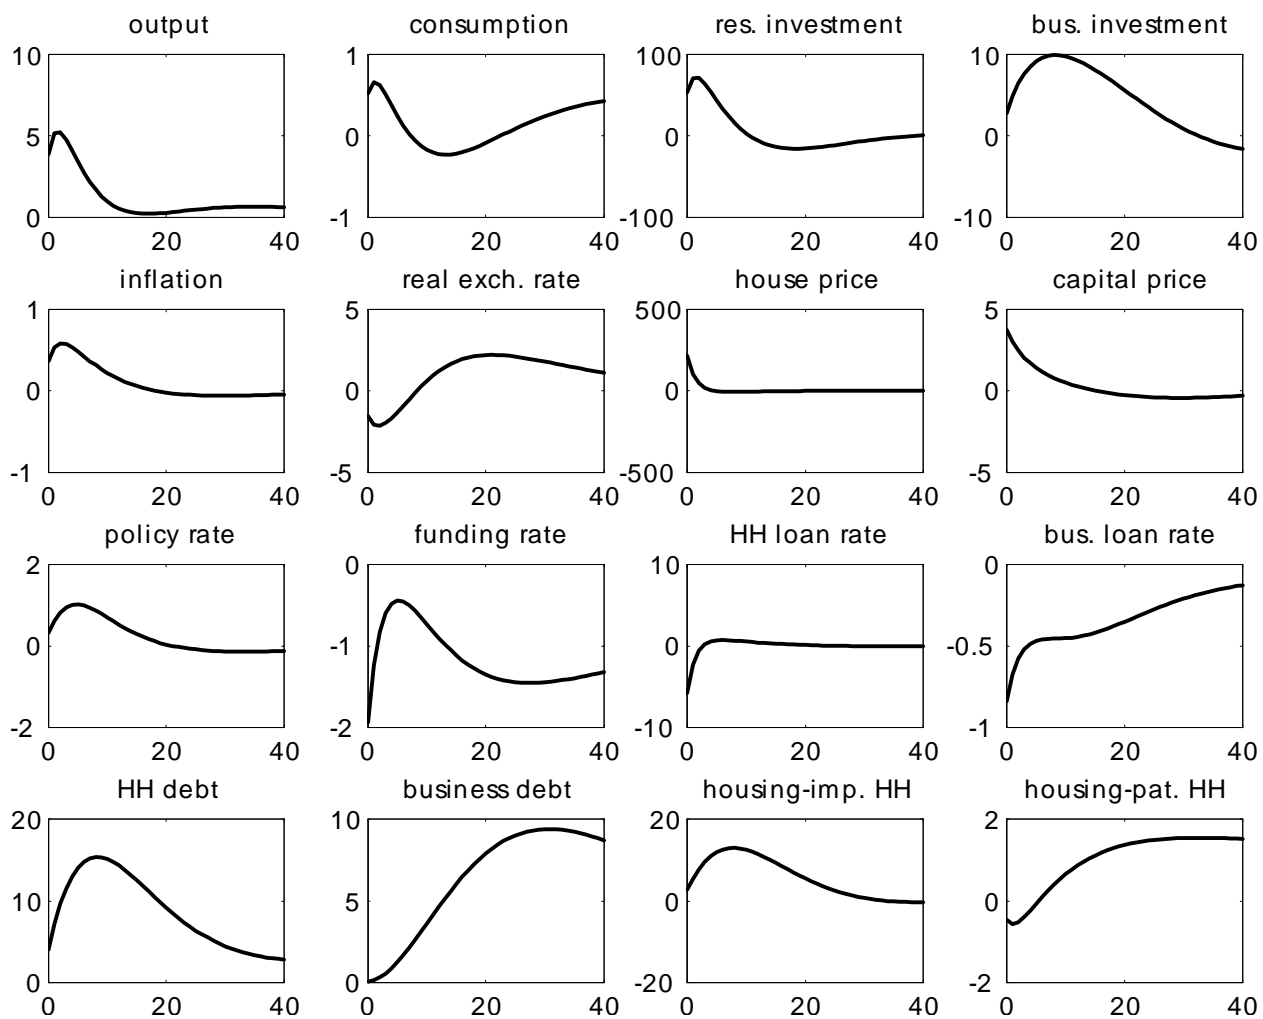 output consumption res. investment bus. investment
10 1 100 10
5 0 0 0
0 -1 -100 -10
0 20 40 0 20 40 0 20 40 0 20 40
inflation real exch. rate house price capital price
1 5 500 5
0 0 0 0
-1 -5 -500 -5
0 20 40 0 20 40 0 20 40 0 20 40
policy rate funding rate HH loan rate bus. loan rate
2 0 10 0
0 -1 0 -0.5
-2 -2 -10 -1
0 20 40 0 20 40 0 20 40 0 20 40
HH debt business debt housing-imp. HH housing-pat. HH
20 10 20 2
10 5 0 0
0 0 -20 -2
0 20 40 0 20 40 0 20 40 0 20 40